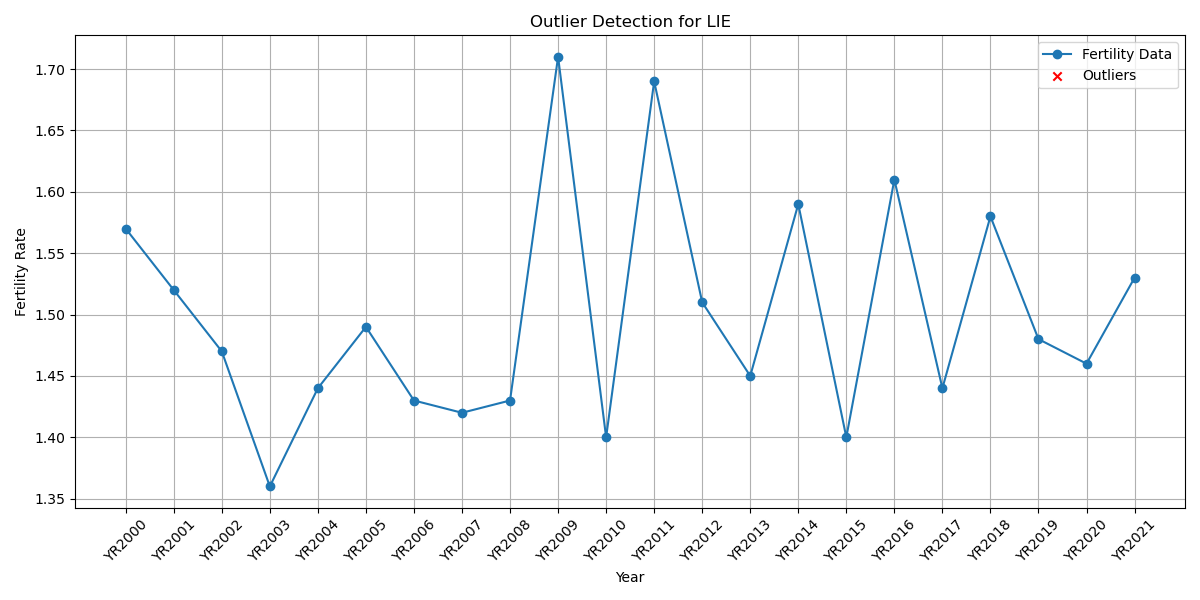 Outlier Detection for LIE
Fertility Data
Outliers
Fertility Rate
1.70
1.65
1.60
1.55
1.50
1.45
1.40
1.35
YR2000
YR2001
YR2002
YR2003
YR2004
YR2005
YR2006
YR2007
YR2008
YR2009
YR2010
YR2011
YR2012
YR2013
YR2014
YR2015
YR2016
YR2017
YR2018
YR2019
YR2020
YR2021
Year